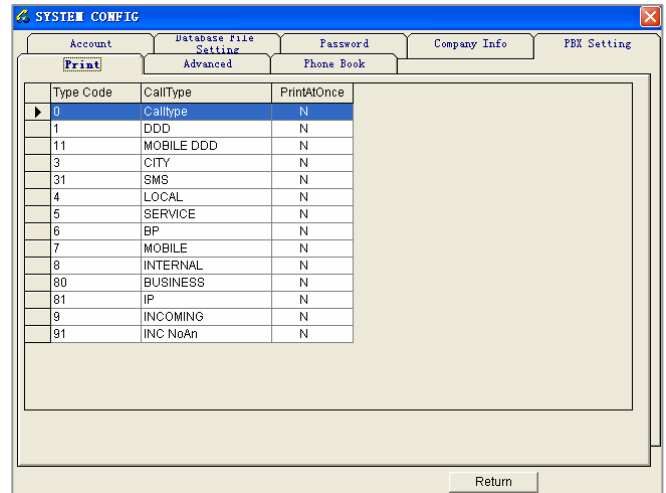 SYSTEM CONFIG
Account Database File Setting Password Company Info PBX Setting
Print Advanced Phone Book
Type Code CallType PrintAtOnce
0 Calltype N
1 DDD N
11 MOBILE DDD N
3 CITY N
31 SMS N
4 LOCAL N
5 SERVICE N
6 BP N
7 MOBILE N
8 INTERNAL N
80 BUSINESS N
81 IP N
9 INCOMING N
91 INC NoAn N
Return